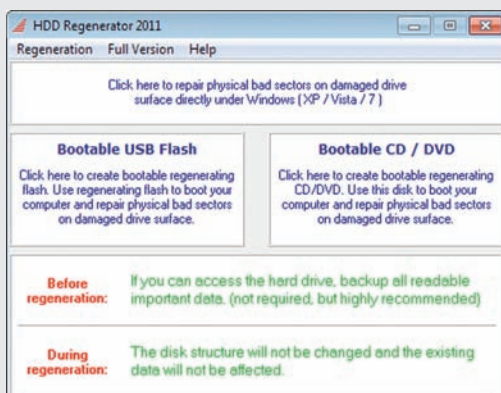 HDD Regenerator 2011
Regeneration Full Version Help
Click here to repair physical bad sectors on damaged drive
surface directly under Windows (XP / Vista / 7)
Bootable USB Flash
Click here to create bootable regenerating
flash. Use regenerating flash to boot your
computer and repair physical bad sectors
on damaged drive surface.
Bootable CD / DVD
Click here to create bootable regenerating
CD/DVD. Use this disk to boot your
computer and repair physical bad sectors
on damaged drive surface.
Before
regeneration:
If you can access the hard drive, backup all readable
important data. (not required, but highly recommended)
During
regeneration:
The disk structure will not be changed and the existing
data will not be affected.